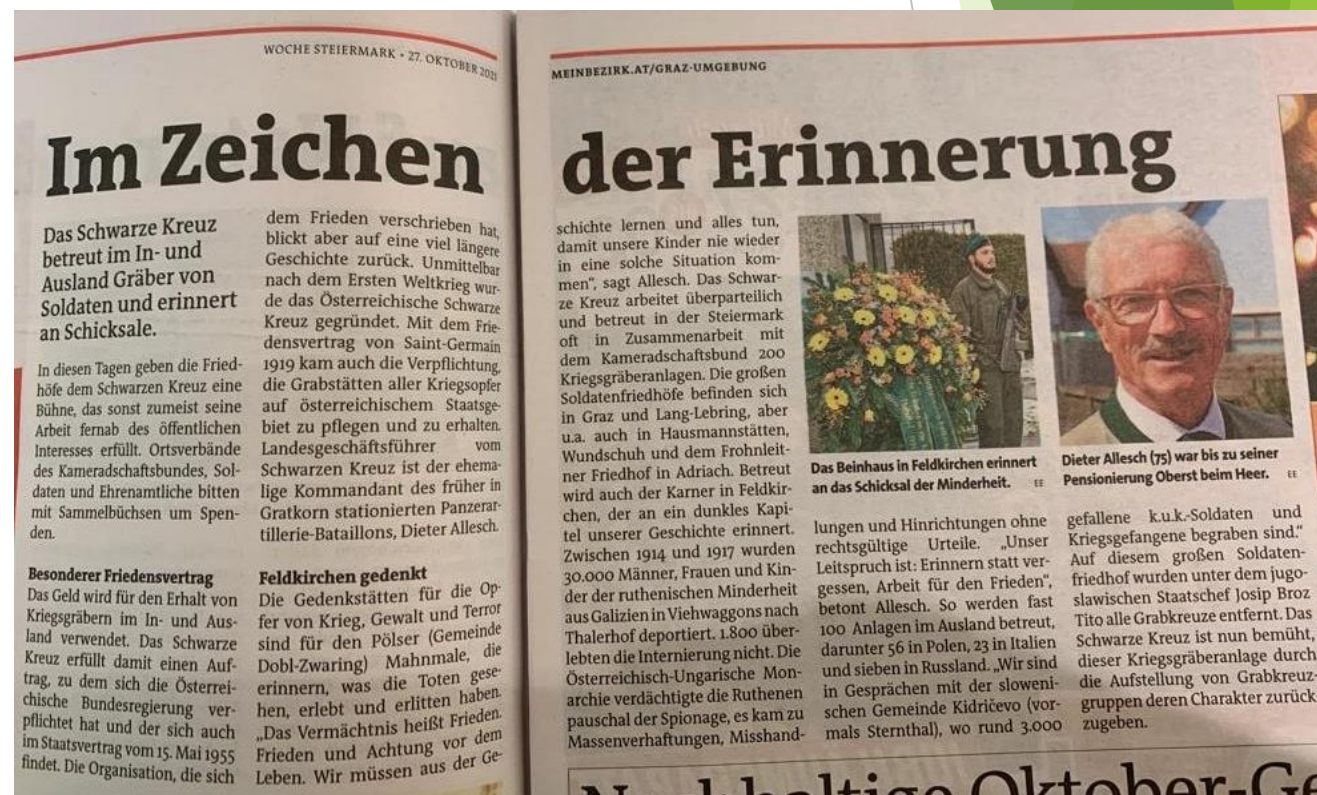 WOCHE STEIERMARK • 27. OKTOBER 2021
MEINBEZIRK.AT/GRAZ-UMGEBUNG
Im Zeichen der Erinnerung
Das Schwarze Kreuz
betreut im In- und
Ausland Gräber von
Soldaten und erinnert
an Schicksale.
In diesen Tagen geben die Fried-
höfe dem Schwarzen Kreuz eine
Bühne, das sonst zumeist seine
Arbeit fernab des öffentlichen
Interesses erfüllt. Ortsverbände
des Kameradschaftsbundes, Sol-
daten und Ehrenamtliche bitten
mit Sammelbüchsen um Spen-
den.
Besonderer Friedensvertrag
Das Geld wird für den Erhalt von
Kriegsgräbern im In- und Aus-
land verwendet. Das Schwarze
Kreuz erfüllt damit einen Auf-
trag, zu dem sich die Österrei-
chische Bundesregierung ver-
pflichtet hat und der sich auch
im Staatsvertrag vom 15. Mai 1955
findet. Die Organisation, die sich
dem Frieden verschrieben hat,
blickt aber auf eine viel längere
Geschichte zurück. Unmittelbar
nach dem Ersten Weltkrieg wur-
de das Österreichische Schwarze
Kreuz gegründet. Mit dem Frie-
densvertrag von Saint-Germain
1919 kam auch die Verpflichtung,
die Grabstätten aller Kriegsopfer
auf österreichischem Staatsge-
biet zu pflegen und zu erhalten.
Landesgeschäftsführer vom
Schwarzen Kreuz ist der ehema-
lige Kommandant des früher in
Gratkorn stationierten Panzerar-
tillerie-Bataillons, Dieter Allesch.
Feldkirchen gedenkt
Die Gedenkstätten für die Op-
fer von Krieg, Gewalt und Terror
sind für den Pölser (Gemeinde
Dobl-Zwaring) Mahnmale, die
erinnern, was die Toten gese-
hen, erlebt und erlitten haben.
„Das Vermächtnis heißt Frieden.
Frieden und Achtung vor dem
Leben. Wir müssen aus der Ge-
schichte lernen und alles tun,
damit unsere Kinder nie wieder
in eine solche Situation kom-
men“, sagt Allesch. Das Schwar-
ze Kreuz arbeitet überparteilich
und betreut in der Steiermark
oft in Zusammenarbeit mit
dem Kameradschaftsbund 200
Kriegsgräberanlagen. Die großen
Soldatenfriedhöfe befinden sich
in Graz und Lang-Lebring, aber
u.a. auch in Hausmannstätten,
Wundschuh und dem Frohnleit-
ner Friedhof in Adriach. Betreut
wird auch der Karner in Feldkir-
chen, der an ein dunkles Kapi-
tel unserer Geschichte erinnert.
Zwischen 1914 und 1917 wurden
30.000 Männer, Frauen und Kin-
der der ruthenischen Minderheit
aus Galizien in Viehwaggons nach
Thalerhof deportiert. 1.800 über-
lebten die Internierung nicht. Die
Österreichisch-Ungarische Mon-
archie verdächtigte die Ruthenen
pauschal der Spionage, es kam zu
Massenverhaftungen, Misshand-
Das Beinhaus in Feldkirchen erinnert
an das Schicksal der Minderheit. EE
lungen und Hinrichtungen ohne
rechtsgültige Urteile. „Unser
Leitspruch ist: Erinnern statt ver-
gessen, Arbeit für den Frieden“,
betont Allesch. So werden fast
100 Anlagen im Ausland betreut,
darunter 56 in Polen, 23 in Italien
und sieben in Russland. „Wir sind
in Gesprächen mit der sloweni-
schen Gemeinde Kidričevo (vor-
mals Sternthal), wo rund 3.000
Dieter Allesch (75) war bis zu seiner
Pensionierung Oberst beim Heer. EE
gefallene k.u.k.-Soldaten und
Kriegsgefangene begraben sind.“
Auf diesem großen Soldaten-
friedhof wurden unter dem jugo-
slawischen Staatschef Josip Broz
Tito alle Grabkreuze entfernt. Das
Schwarze Kreuz ist nun bemüht,
dieser Kriegsgräberanlage durch
die Aufstellung von Grabkreuz-
gruppen deren Charakter zurück
zugeben.
Nachhaltige Oktober-Ge